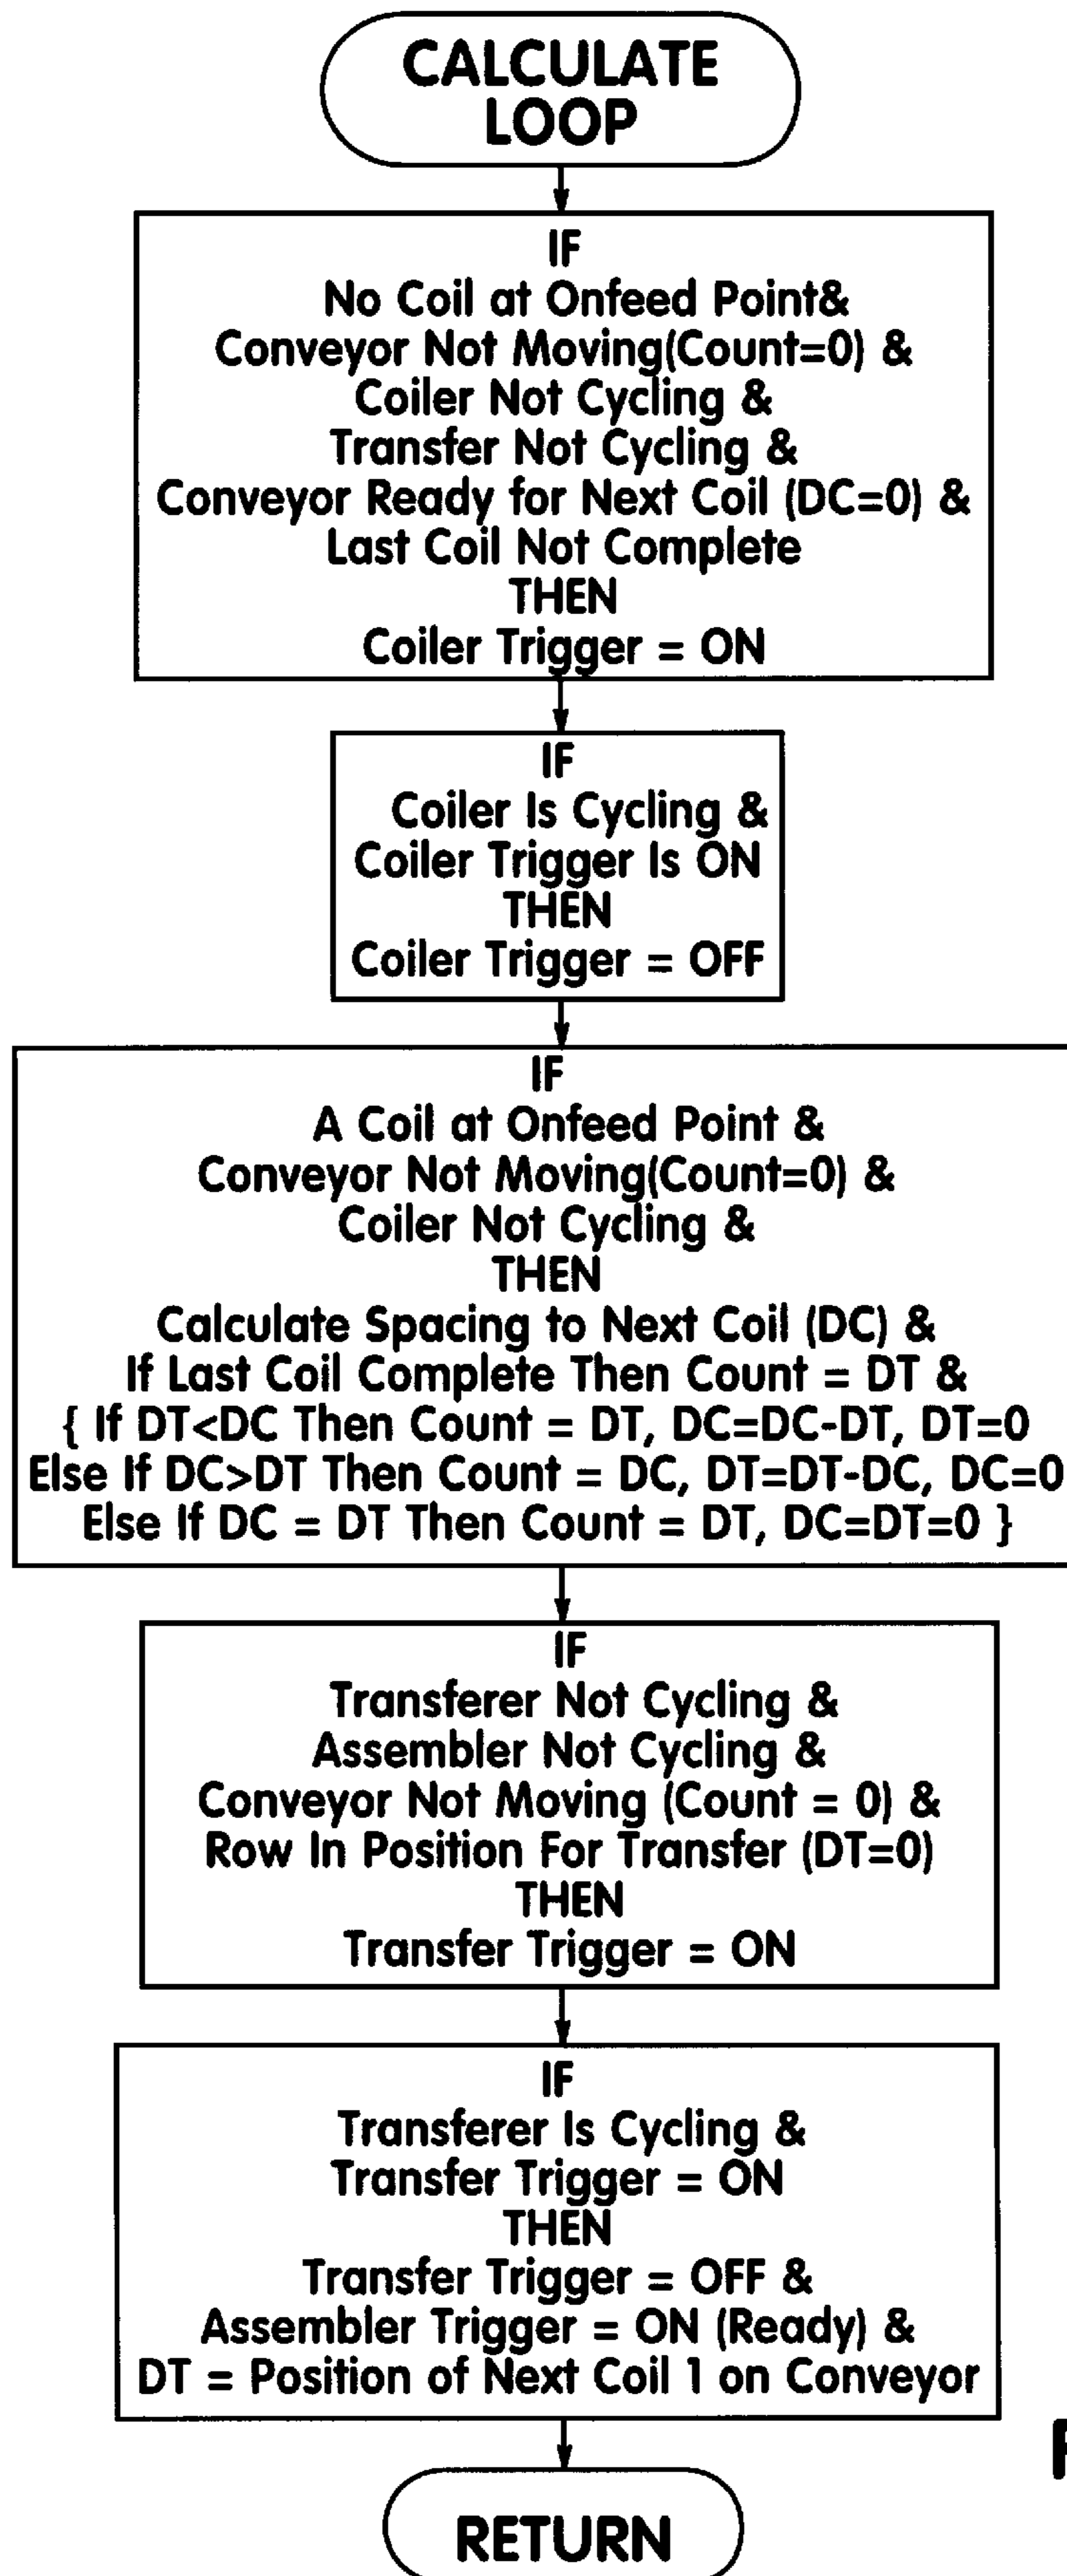 CALCULATE
LOOP
IF
No Coil at Onfeed Point&
Conveyor Not Moving(Count=0) &
Coiler Not Cycling &
Transfer Not Cycling &
Conveyor Ready for Next Coil (DC=0) &
Last Coil Not Complete
THEN
Coiler Trigger = ON
IF
Coiler Is Cycling &
Coiler Trigger Is ON
THEN
Coiler Trigger = OFF
IF
A Coil at Onfeed Point &
Conveyor Not Moving(Count=0) &
Coiler Not Cycling &
THEN
Calculate Spacing to Next Coil (DC) &
If Last Coil Complete Then Count = DT &
{ If DT<DC Then Count = DT, DC=DC-DT, DT=0
Else If DC>DT Then Count = DC, DT=DT-DC, DC=0
Else If DC = DT Then Count = DT, DC=DT=0 }
IF
Transferer Not Cycling &
Assembler Not Cycling &
Conveyor Not Moving (Count = 0) &
Row In Position For Transfer (DT=0)
THEN
Transfer Trigger = ON
IF
Transferer Is Cycling &
Transfer Trigger = ON
THEN
Transfer Trigger = OFF &
Assembler Trigger = ON (Ready) &
DT = Position of Next Coil 1 on Conveyor
RETURN